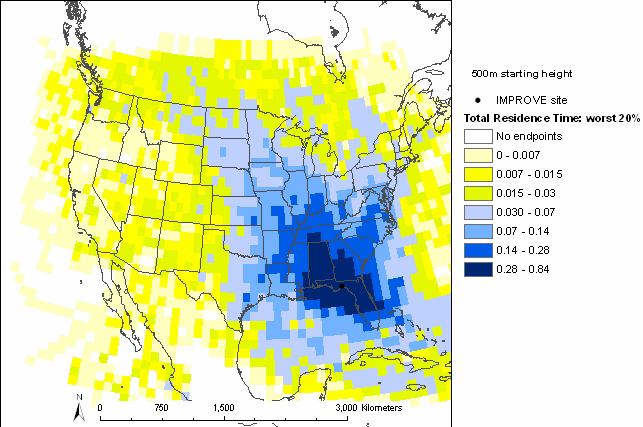 500m starting height
IMPROVE site
Total Residence Time: worst 20%
No endpoints
0 - 0.007
0.007 - 0.015
0.015 - 0.03
0.030 - 0.07
0.07 - 0.14
0.14 - 0.28
0.28 - 0.84
N
0 750 1,500 3,000 Kilometers